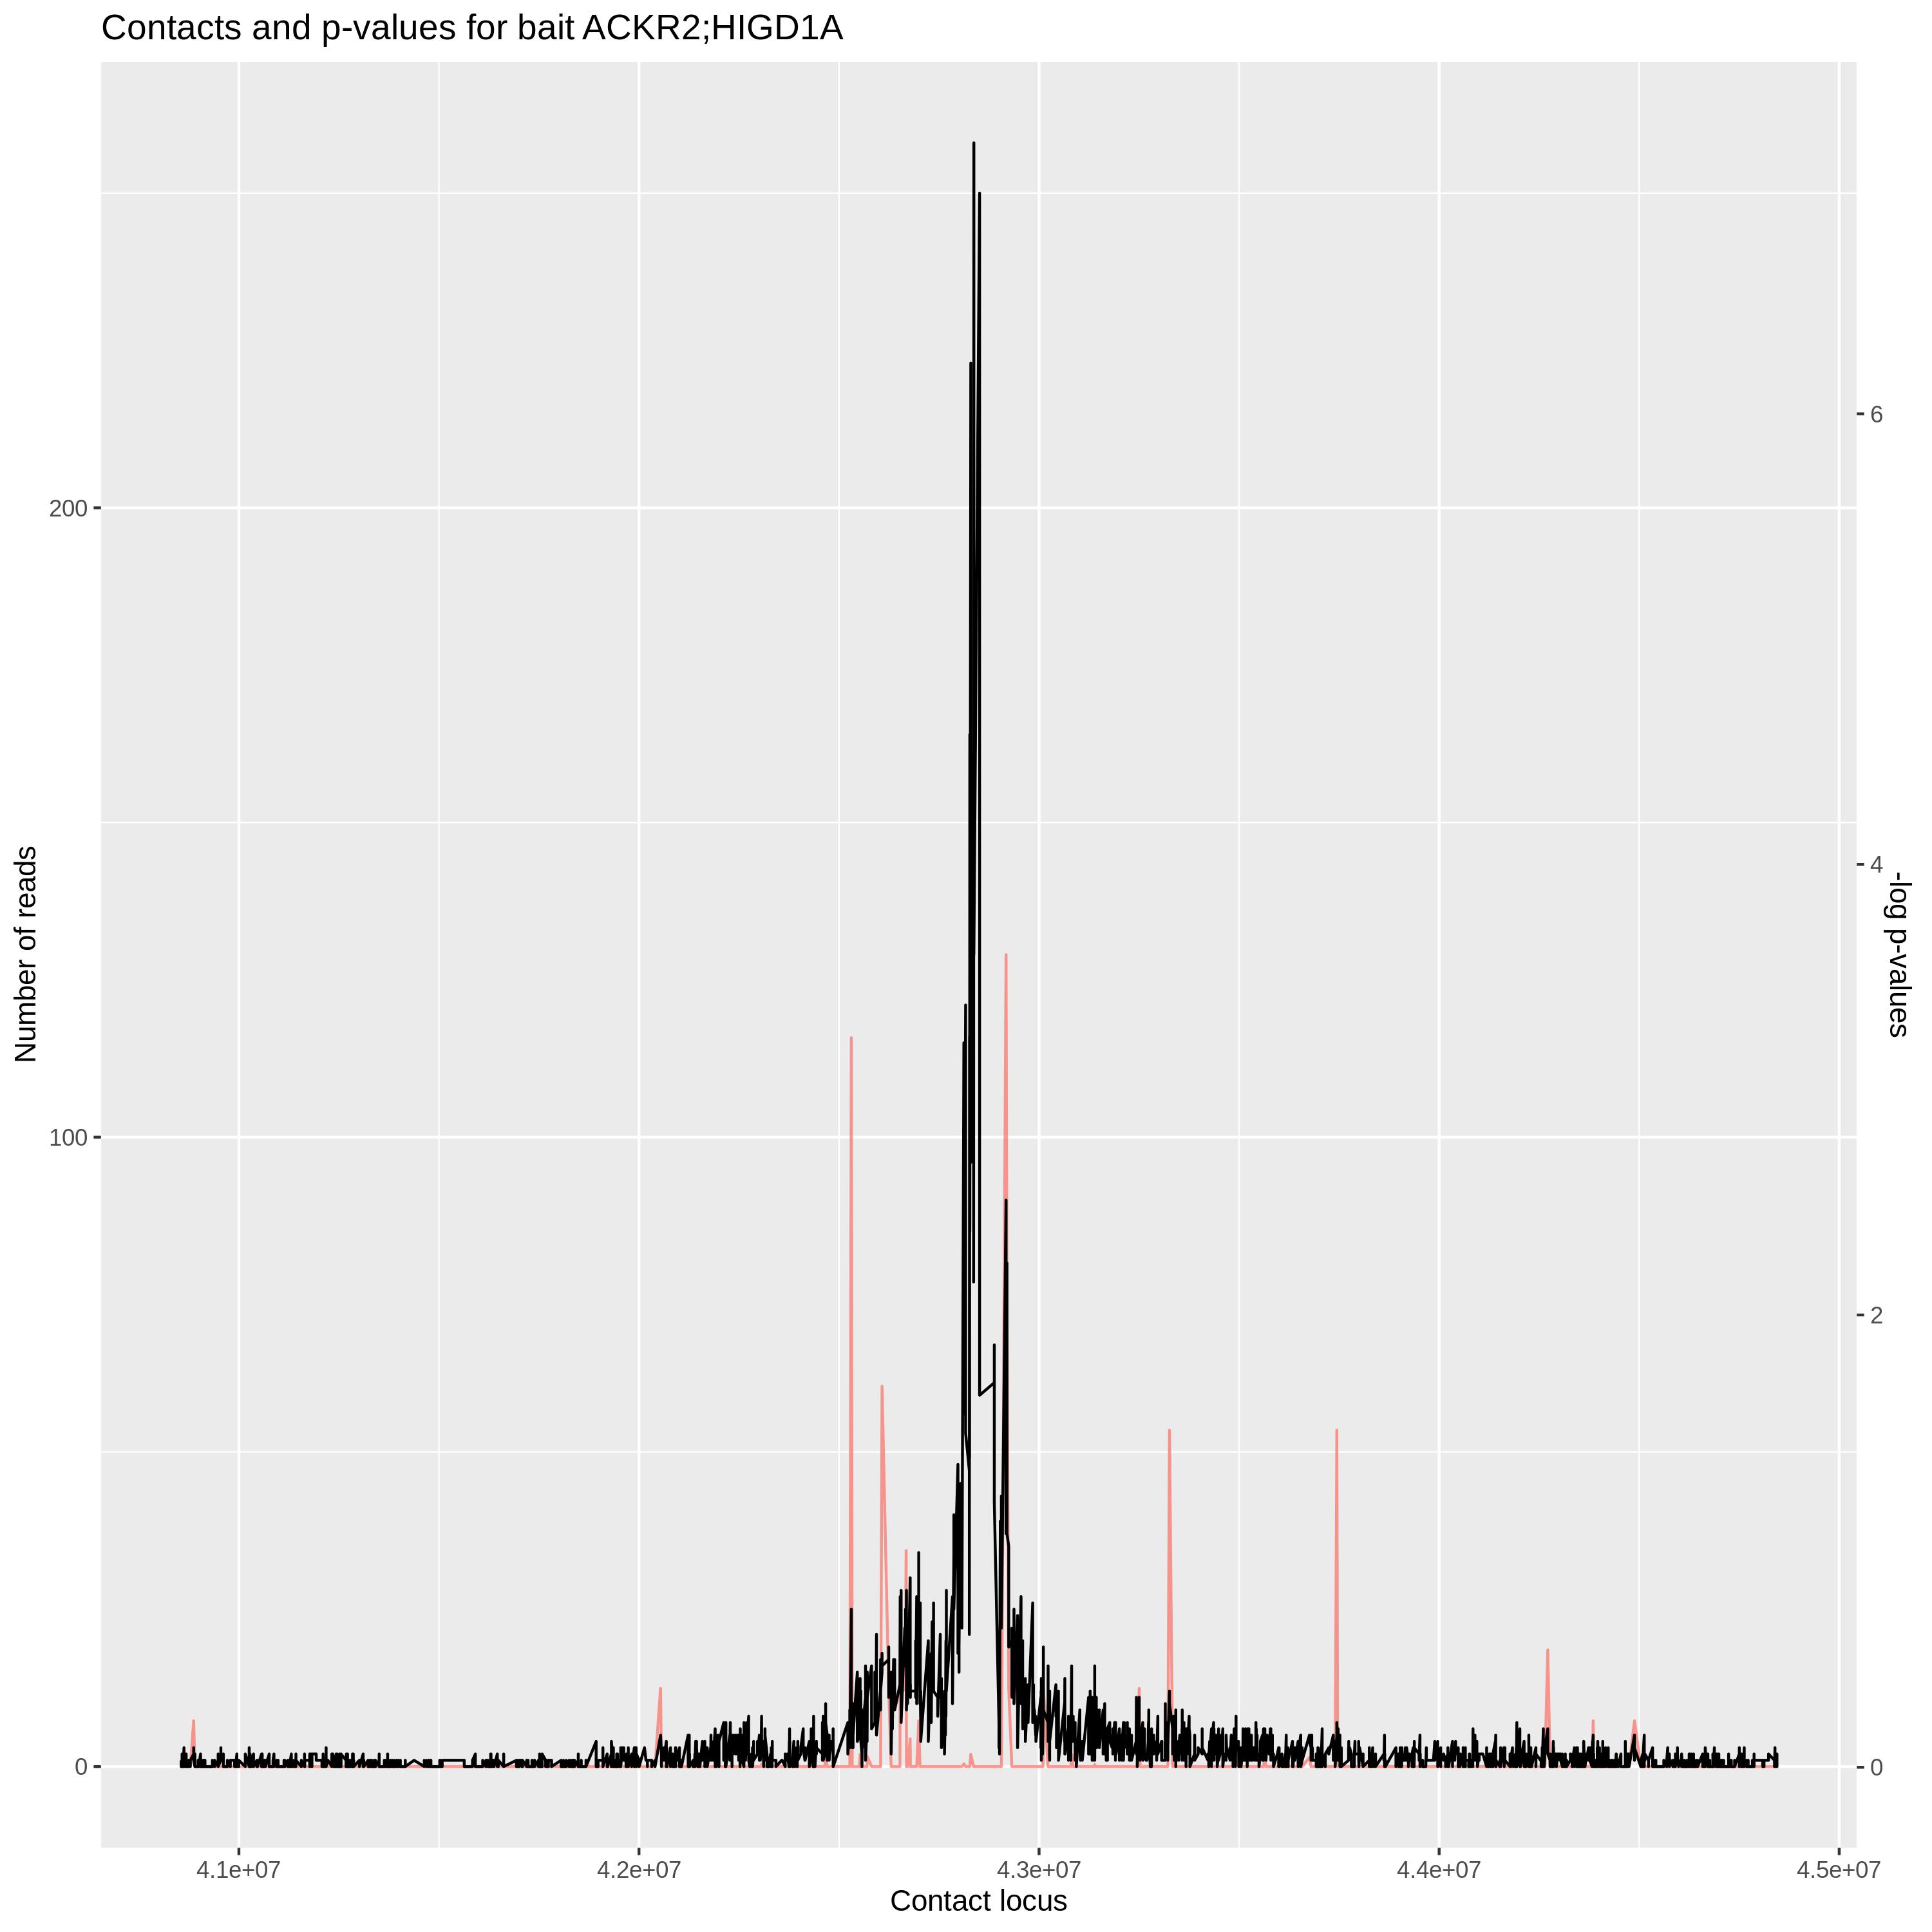 Contacts and p-values for bait ACKR2;HIGD1A
200
100
0
Number of reads
6
4
2
0
-log p-values
4.1e+07
4.2e+07
4.3e+07
4.4e+07
4.5e+07
Contact locus